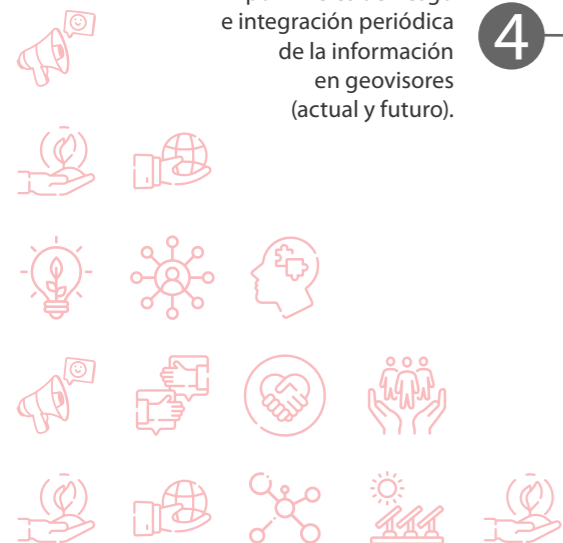 e integración periódica
de la información
en geovisores
(actual y futuro).
4